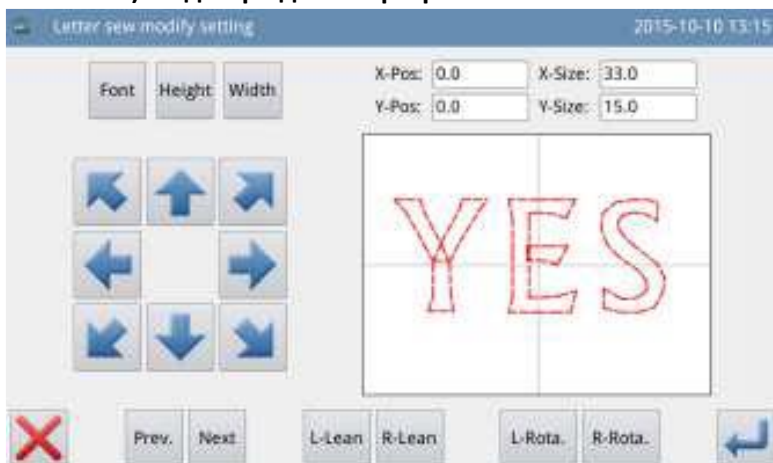 Letter sew modify setting 2015-10-10 13:15
Font Height Width
X-Pos: 0.0 X-Size: 33.0
Y-Pos: 0.0 Y-Size: 15.0
YES
Prev. Next L-Lean R-Lean L-Rota. R-Rota.